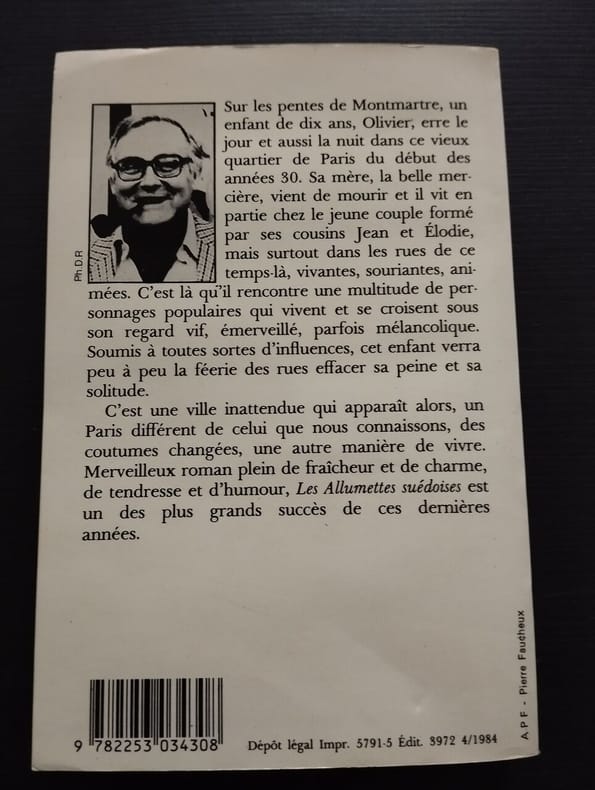 Sur les pentes de Montmartre, un
enfant de dix ans, Olivier, erre le
jour et aussi la nuit dans ce vieux
quartier de Paris du début des
années 30. Sa mère, la belle mer-
cière, vient de mourir et il vit en
partie chez le jeune couple formé
par ses cousins Jean et Élodie,
mais surtout dans les rues de ce
temps-là, vivantes, souriantes, ani-
mées. C'est là qu'il rencontre une multitude de per-
sonnages populaires qui vivent et se croisent sous
son regard vif, émerveillé, parfois mélancolique.
Soumis à toutes sortes d'influences, cet enfant verra
peu à peu la féerie des rues effacer sa peine et sa
solitude.
C'est une ville inattendue qui apparaît alors, un
Paris différent de celui que nous connaissons, des
coutumes changées, une autre manière de vivre.
Merveilleux roman plein de fraîcheur et de charme,
de tendresse et d'humour, Les Allumettes suédoises est
un des plus grands succès de ces dernières
années.
Ph. D.R
9 782253 034308
Dépôt légal Impr. 5791-5 Édit. 3972 4/1984
A P F - Pierre Faucheux